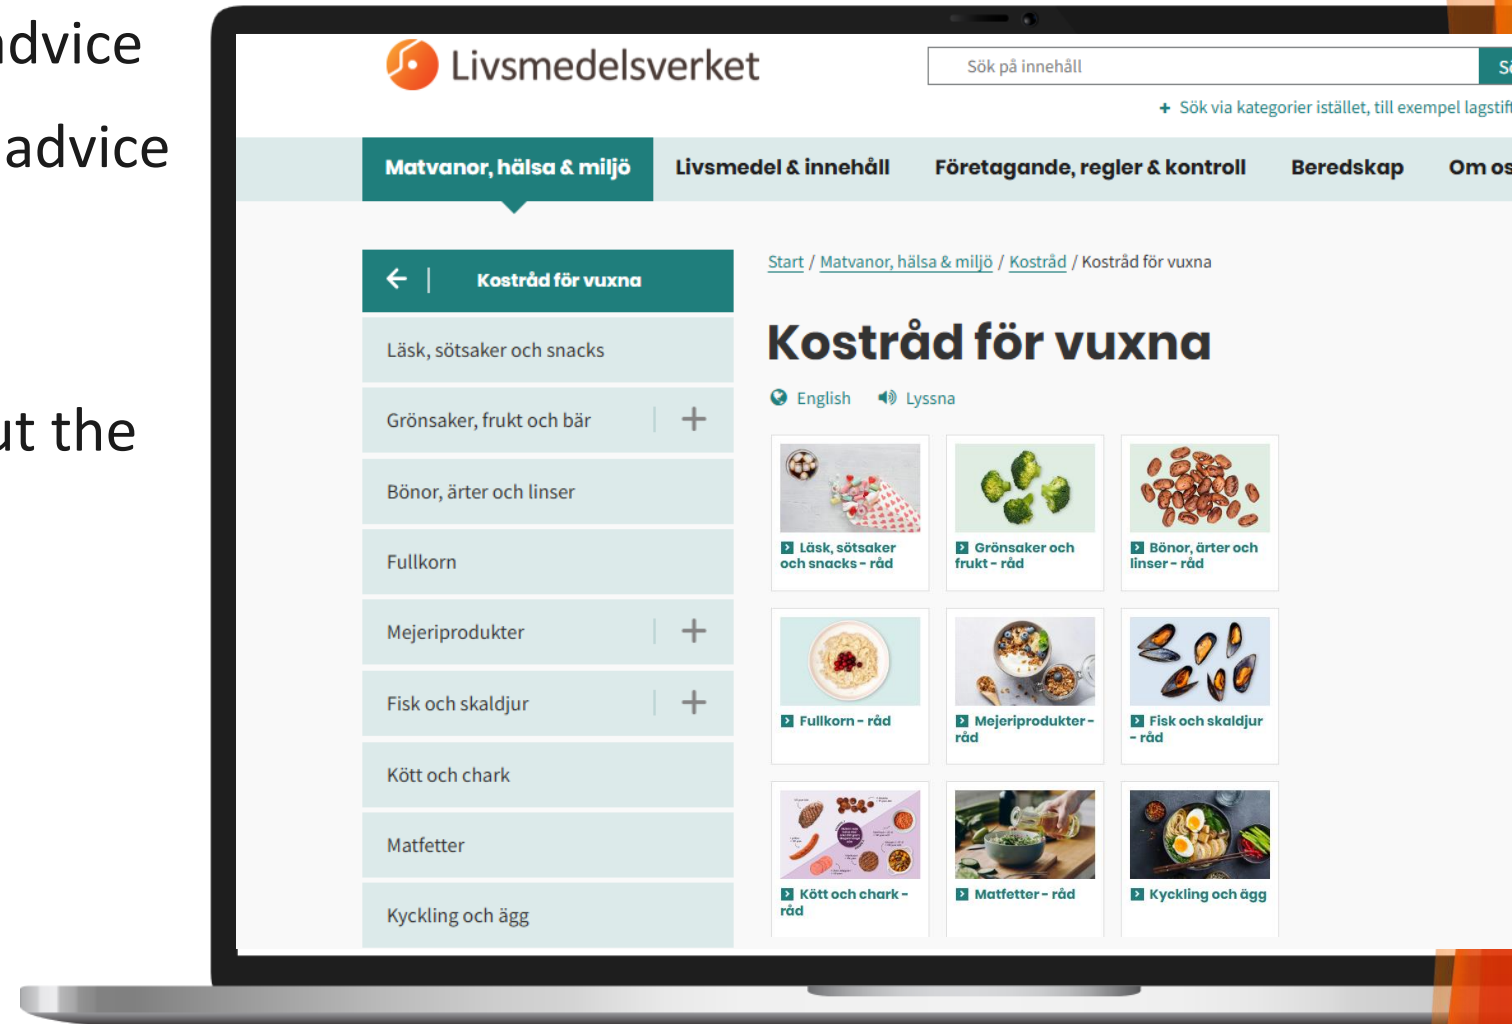 advice
advice
ut the
Livsmedelsverket
Sök på innehåll
+ Sök via kategorier istället, till exempel
Matvanor, hälsa & miljö
Livsmedel & innehåll
Företagande, regler & kontroll
Beredskap
Om
Kostråd för vuxna
Läsk, sötsaker och snacks
Grönsaker, frukt och bär
Bönor, ärter och linser
Fullkorn
Mejeriprodukter
Fisk och skaldjur
Kött och chark
Matfetter
Kyckling och ägg
Start / Matvanor, hälsa & miljö / Kostråd / Kostråd för vuxna
Kostråd för vuxna
English Lyssna
Läsk, sötsaker
och snacks - råd
Grönsaker och
frukt - råd
Bönor, ärter och
linser - råd
Fullkorn - råd
Mejeriprodukter -
råd
Fisk och skaldjur
- råd
Kött och chark -
råd
Matfetter - råd
Kyckling och ägg